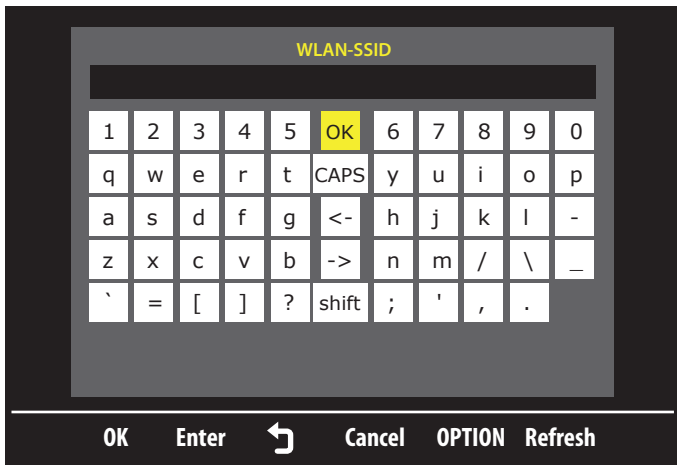 WLAN-SSID
1 2 3 4 5 OK 6 7 8 9 0
q w e r t CAPS y u i o p
a s d f g <- h j k l -
z x c v b -> n m / \ _
` = [ ] ? shift ; ' , .
OK Enter Cancel OPTION Refresh